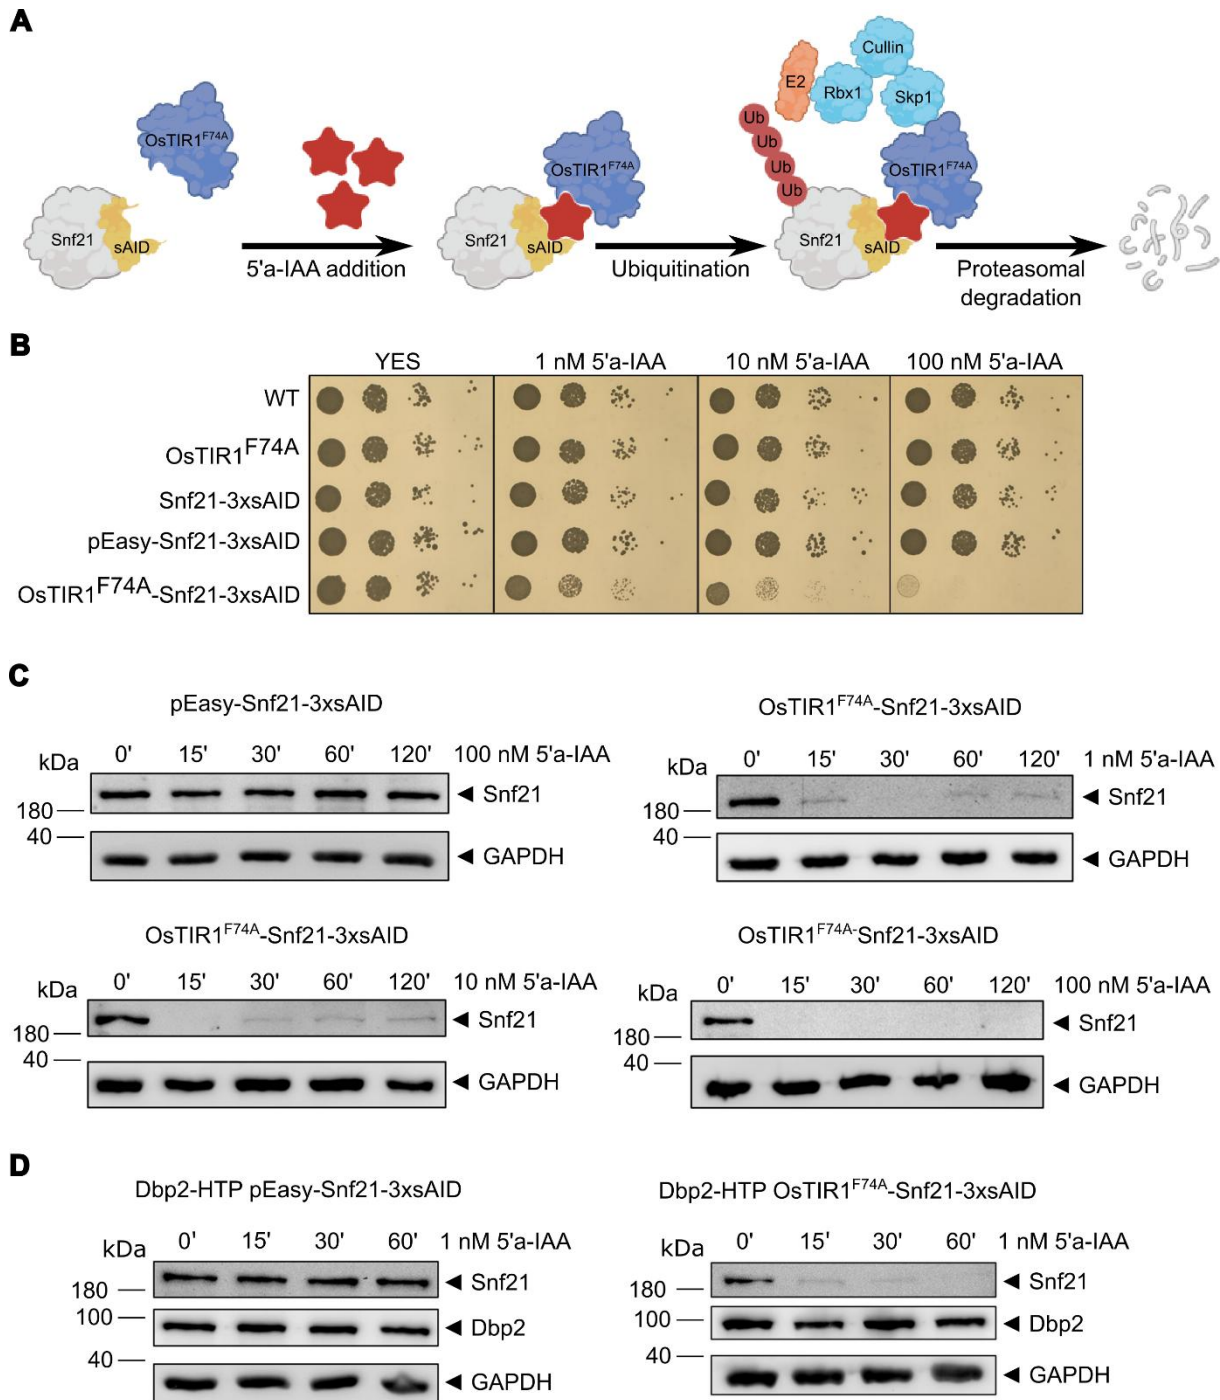 A
OsTIR1F74A
Snf21
sAID
5'a-IAA addition
OsTIR1F74A
Snf21
sAID
Ubiquitination
Cullin
E2
Rbx1
Skp1
Ub
Ub
Ub
Ub
OsTIR1F74A
Snf21
sAID
Proteasomal
degradation
B
YES 1 nM 5'a-IAA 10 nM 5'a-IAA 100 nM 5'a-IAA
WT
OsTIR1F74A
Snf21-3xsAID
pEasy-Snf21-3xsAID
OsTIR1F74A-Snf21-3xsAID
C
pEasy-Snf21-3xsAID
kDa 0' 15' 30' 60' 120' 100 nM 5'a-IAA
180 Snf21
40 GAPDH
OsTIR1F74A-Snf21-3xsAID
kDa 0' 15' 30' 60' 120' 1 nM 5'a-IAA
180 Snf21
40 GAPDH
OsTIR1F74A-Snf21-3xsAID
kDa 0' 15' 30' 60' 120' 10 nM 5'a-IAA
180 Snf21
40 GAPDH
OsTIR1F74A-Snf21-3xsAID
kDa 0' 15' 30' 60' 120' 100 nM 5'a-IAA
180 Snf21
40 GAPDH
D
Dbp2-HTP pEasy-Snf21-3xsAID
kDa 0' 15' 30' 60' 1 nM 5'a-IAA
180 Snf21
100 Dbp2
40 GAPDH
Dbp2-HTP OsTIR1F74A-Snf21-3xsAID
kDa 0' 15' 30' 60' 1 nM 5'a-IAA
180 Snf21
100 Dbp2
40 GAPDH